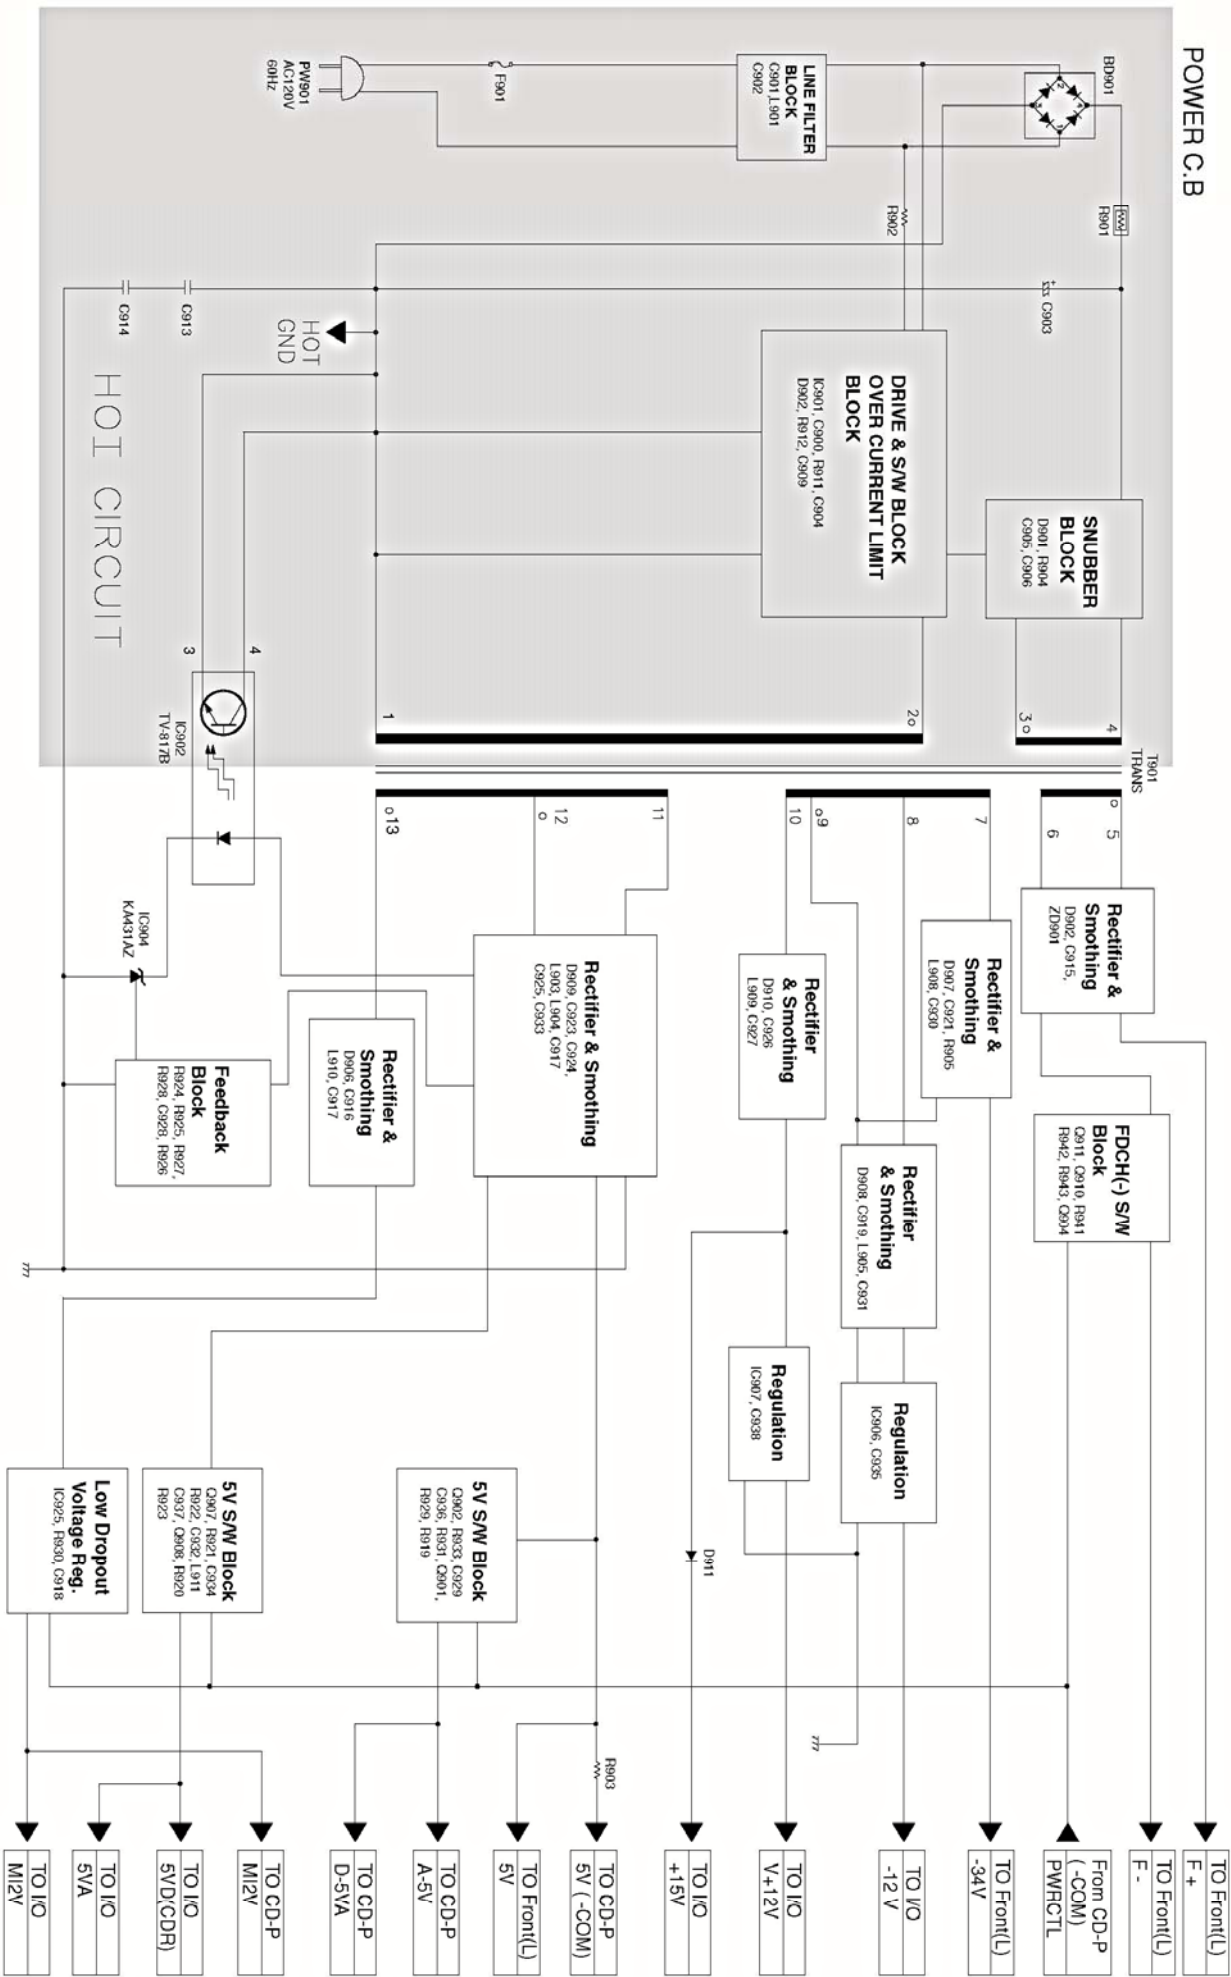 POWER C.B
PW901
AC120V
60Hz
F901
LINE FILTER
BLOCK
C901,L901
C902
BD901
R902
R901
C903
C913
C914
HOT
GND
HOI CIRCUIT
DRIVE & S/W BLOCK
OVER CURRENT LIMIT
BLOCK
IC901, C900, R911, C904
D902, R912, C909
SNUBBER
BLOCK
D901, R904
C905, C906
3
4
IC902
TV-817B
1
2
3
4
T901
TRANS
5
6
7
8
9
10
11
12
13
Rectifier &
Smothing
D902, C915,
ZD901
FDCH(-) S/W
Block
Q911, Q910, R941
R942, R943, Q904
Rectifier &
Smothing
D907, C921, R905
L908, C930
Rectifier
& Smothing
D908, C919, L905, C931
Regulation
IC906, C935
Rectifier
& Smothing
D910, C926
L909, C927
Regulation
IC907, C938
D911
Rectifier & Smothing
D909, C923, C924,
L903, L904, C917
C925, C933
Rectifier &
Smothing
D906, C916
L910, C917
IC904
KA431AZ
Feedback
Block
R924, R925, R927,
R928, C928, R926
5V S/W Block
Q902, R933, C929
C936, R931, Q901,
R929, R919
5V S/W Block
Q907, R921, C934
R922, C932, L911
C937, Q908, R920
R923
Low Dropout
Voltage Reg.
IC925, R930, C918
R903
TO Front(L)
F +
TO Front(L)
F -
From CD-P
( -COM)
PWRCTL
TO Front(L)
-34V
TO I/O
-12 V
TO I/O
V+12V
TO I/O
+15V
TO CD-P
5V ( -COM)
TO Front(L)
5V
TO CD-P
A-5V
TO CD-P
D-5VA
TO CD-P
MI2V
TO I/O
5VD(CDR)
TO I/O
5VA
TO I/O
MI2V